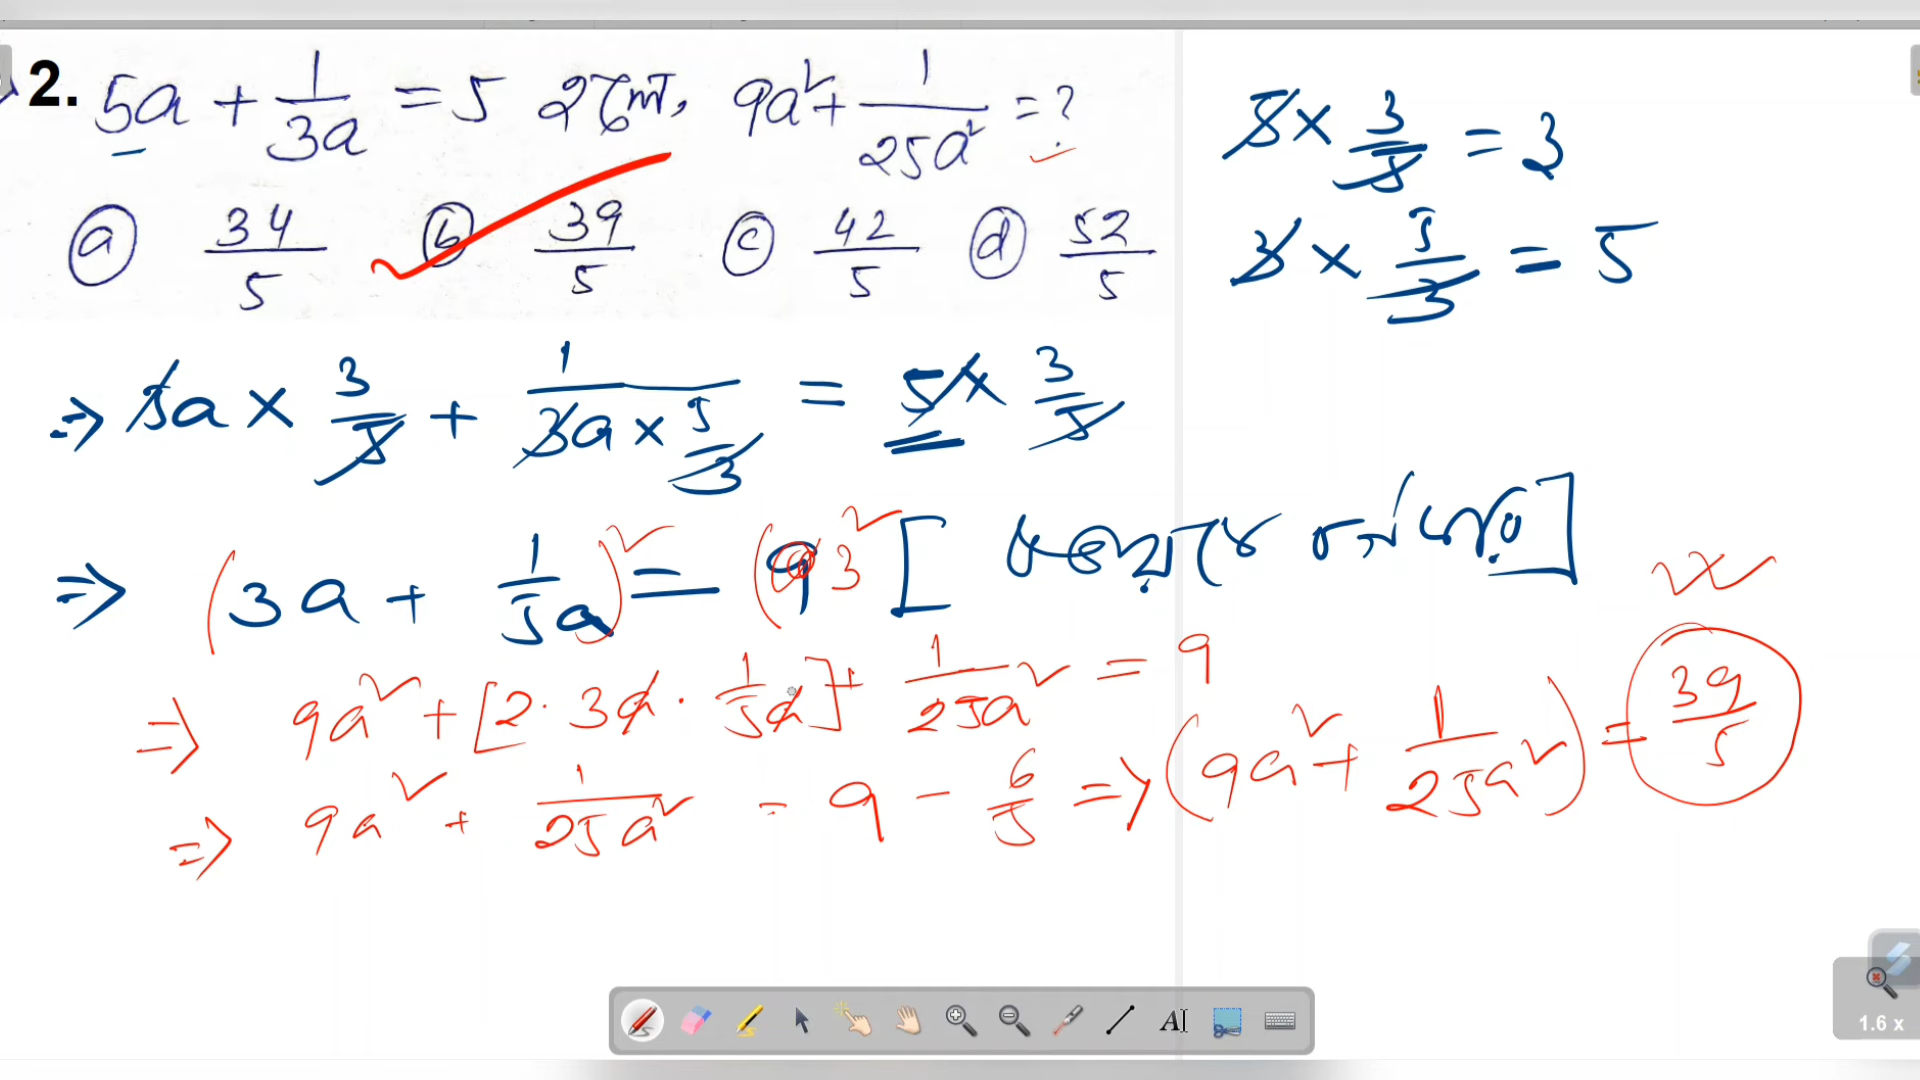 2. 5a + 1/3a = 5 হলে, 9a² + 1/25a² = ?
ⓐ 34/5 ⓑ 39/5 ⓒ 42/5 ⓓ 52/5
5 × 3/5 = 3
3 × 5/3 = 5
⇒ 5a × 3/5 + 1/(3a × 5/3) = 5 × 3/5
⇒ (3a + 1/5a)² = (3)² [উভয়পক্ষে বর্গ করে]
⇒ 9a² + [2 · 3a · 1/5a] + 1/25a² = 9
⇒ 9a² + 1/25a² = 9 - 6/5 ⇒ (9a² + 1/25a²) = 39/5
1.6 x